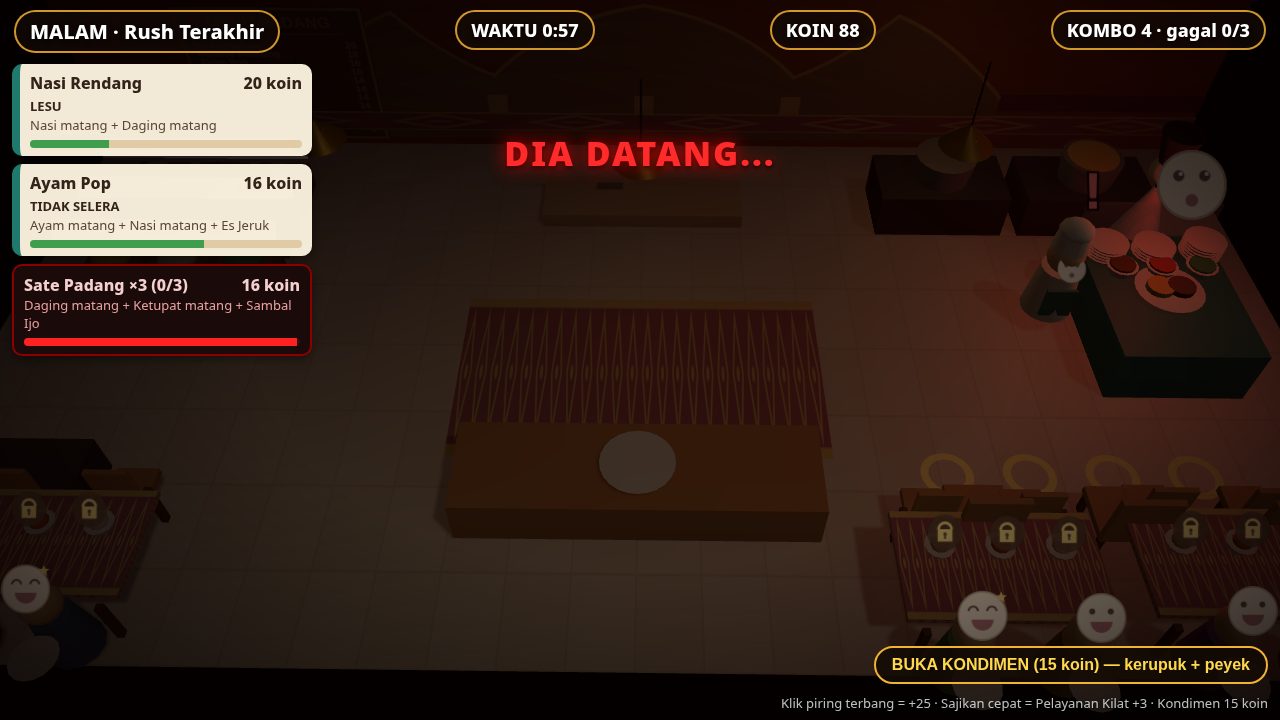 MALAM · Rush Terakhir
WAKTU 0:57
KOIN 88
KOMBO 4 · gagal 0/3
Nasi Rendang 20 koin
LESU
Nasi matang + Daging matang
Ayam Pop 16 koin
TIDAK SELERA
Ayam matang + Nasi matang + Es Jeruk
Sate Padang ×3 (0/3) 16 koin
Daging matang + Ketupat matang + Sambal
Ijo
DIA DATANG...
!
BUKA KONDIMEN (15 koin) — kerupuk + peyek
Klik piring terbang = +25 · Sajikan cepat = Pelayanan Kilat +3 · Kondimen 15 koin